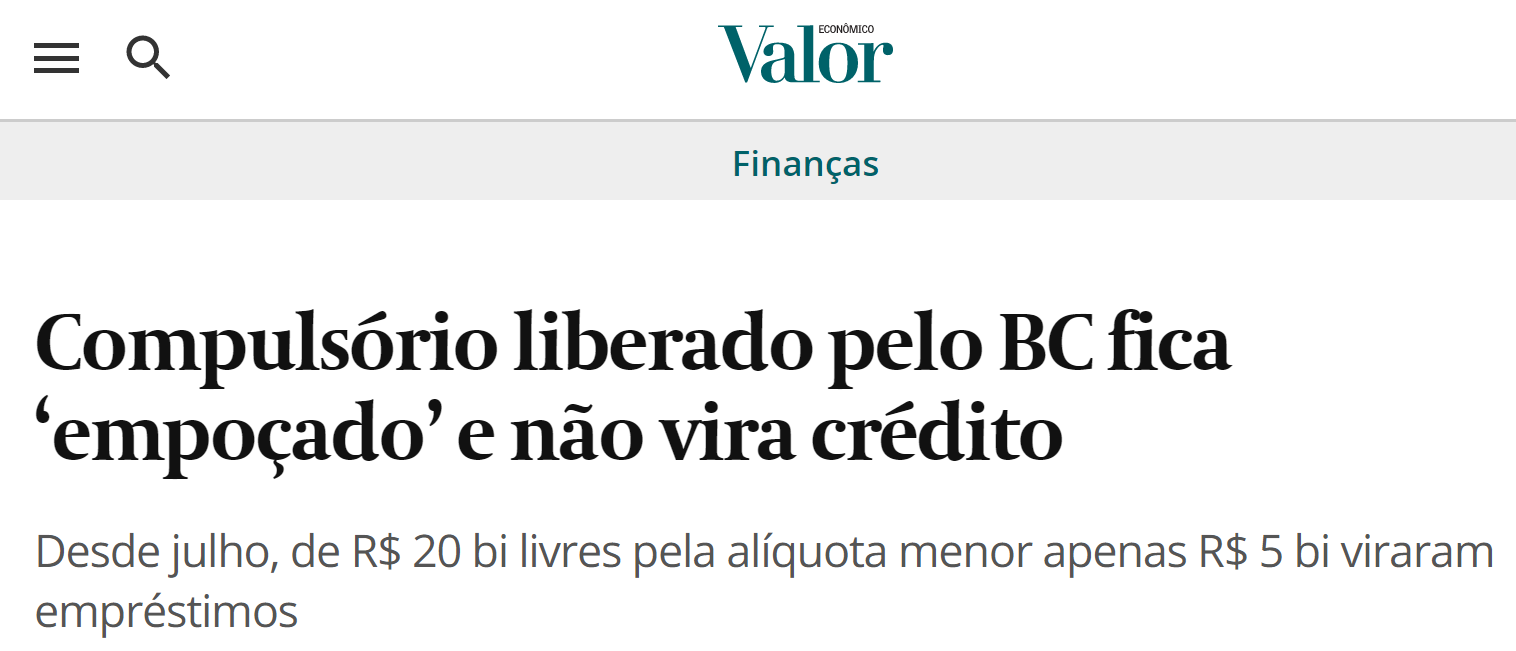 ECONÔMICO
Valor
Finanças
Compulsório liberado pelo BC fica
‘empoçado’ e não vira crédito
Desde julho, de R$ 20 bi livres pela alíquota menor apenas R$ 5 bi viraram
empréstimos